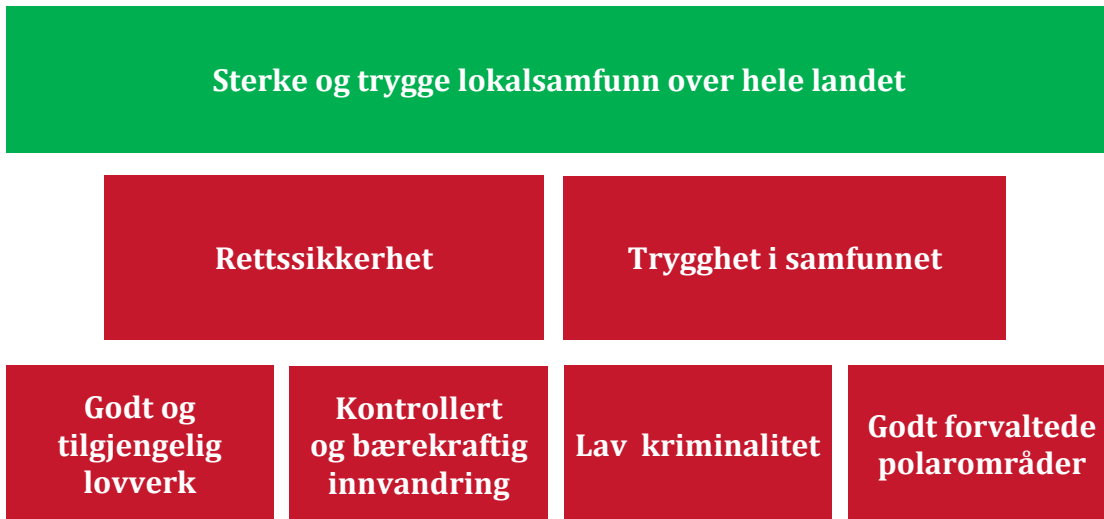 Sterke og trygge lokalsamfunn over hele landet
Rettssikkerhet
Trygghet i samfunnet
Godt og
tilgjengelig
lovverk
Kontrollert
og bærekraftig
innvandring
Lav kriminalitet
Godt forvaltede
polarområder